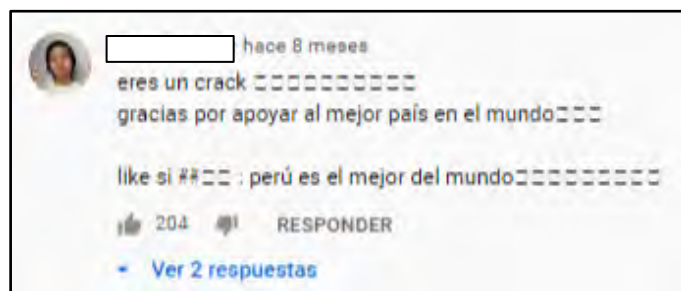 hace 8 meses
eres un crack
gracias por apoyar al mejor país en el mundo
like si ## : perú es el mejor del mundo
204 RESPONDER
Ver 2 respuestas